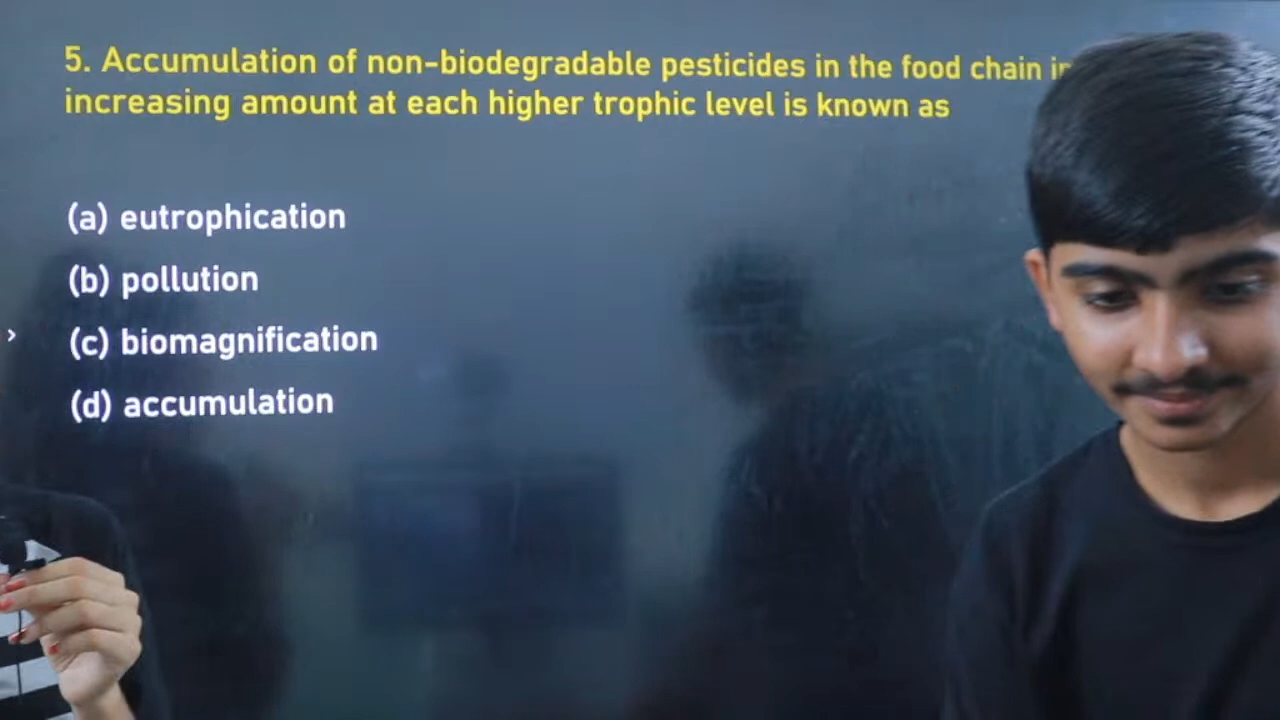 5. Accumulation of non-biodegradable pesticides in the food chain
increasing amount at each higher trophic level is known as
(a) eutrophication
(b) pollution
(c) biomagnification
(d) accumulation